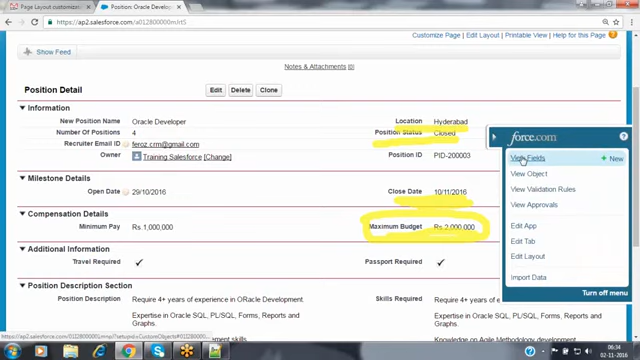 Page Layout customizat
Position: Oracle Develop
https://ap2.salesforce.com/a012800000mJrtS
Customize Page | Edit Layout | Printable View | Help for this Page
Show Feed
Notes & Attachments [0]
Position Detail
Edit Delete Clone
Information
New Position Name Oracle Developer Location Hyderabad
Number Of Positions 4 Position Status Closed
Recruiter Email ID feroz.crm@gmail.com
Owner Training Salesforce [Change] Position ID PID-200003
Milestone Details
Open Date 29/10/2016 Close Date 10/11/2016
Compensation Details
Minimum Pay Rs.1,000,000 Maximum Budget Rs.2,000,000
Additional Information
Travel Required Passport Required
Position Description Section
Position Description Require 4+ years of experience in ORacle Development. Skills Required Require 4+ ye
Expertise in Oracle SQL, PL/SQL, Forms, Reports and Expertise in Oracle SQL, PL/SQL, Forms, Reports and
Graphs. Graphs.
Knowledge on Agile Methodology development
force.com
View Fields + New
View Object
View Validation Rules
View Approvals
Edit App
Edit Tab
Edit Layout
Import Data
Turn off menu
06:34
02-11-2016